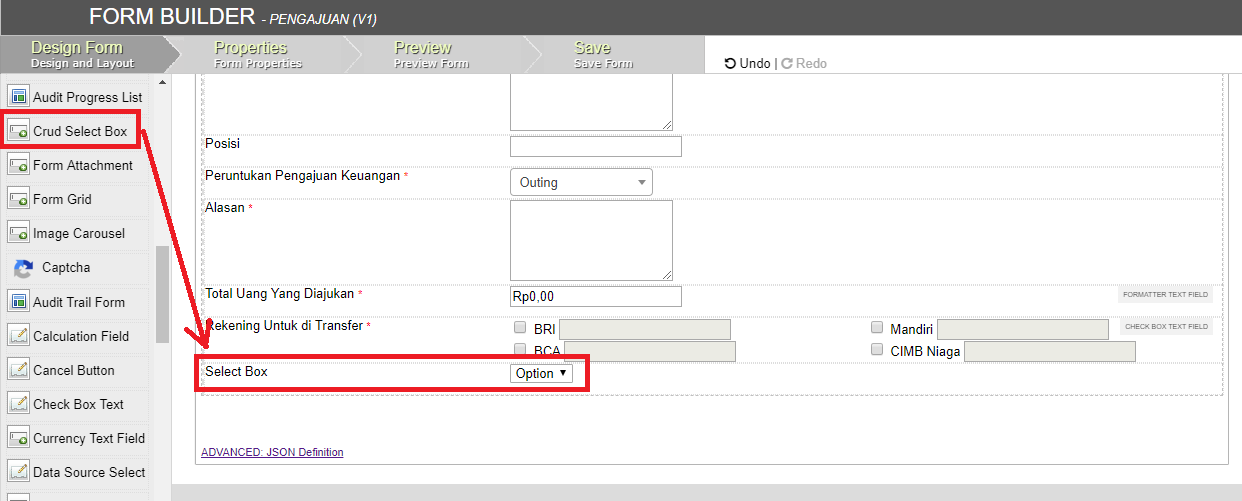 FORM BUILDER - PENGAJUAN (V1)
Design Form
Design and Layout
Properties
Form Properties
Preview
Preview Form
Save
Save Form
Undo | Redo
Audit Progress List
Crud Select Box
Form Attachment
Form Grid
Image Carousel
Captcha
Audit Trail Form
Calculation Field
Cancel Button
Check Box Text
Currency Text Field
Data Source Select
Posisi
Peruntukan Pengajuan Keuangan *
Outing
Alasan *
Total Uang Yang Diajukan *
Rp0,00
FORMATTER TEXT FIELD
Rekening Untuk di Transfer *
BRI
Mandiri
CHECK BOX TEXT FIELD
BCA
CIMB Niaga
Select Box
Option
ADVANCED: JSON Definition